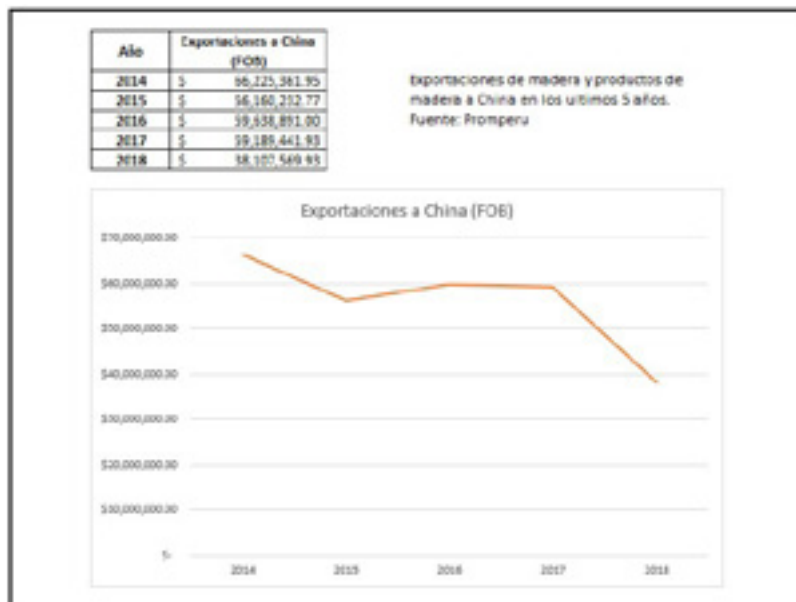 Año Exportaciones a China
(FOB)
2014 $ 66,225,361.95
2015 $ 56,160,232.77
2016 $ 59,638,891.00
2017 $ 59,189,441.93
2018 $ 38,107,569.93
Exportaciones de madera y productos de
madera a China en los ultimos 5 años.
Fuente: Promperu
Exportaciones a China (FOB)
$70,000,000.00
$60,000,000.00
$50,000,000.00
$40,000,000.00
$30,000,000.00
$20,000,000.00
$10,000,000.00
$-
2014 2015 2016 2017 2018